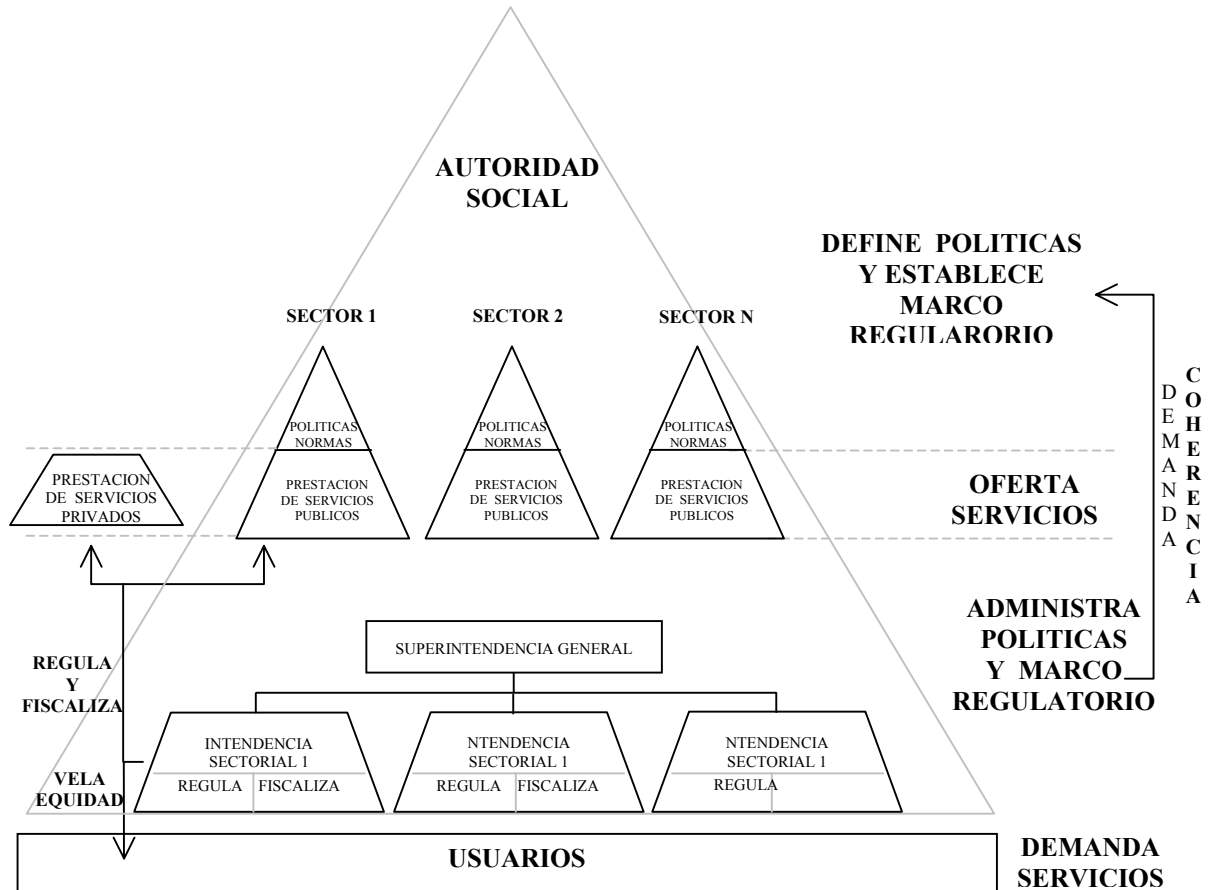 AUTORIDAD
SOCIAL
DEFINE POLITICAS
Y ESTABLECE
MARCO
REGULARORIO
SECTOR 1
SECTOR 2
SECTOR N
POLITICAS
NORMAS
POLITICAS
NORMAS
POLITICAS
NORMAS
PRESTACION
DE SERVICIOS
PRIVADOS
PRESTACION
DE SERVICIOS
PUBLICOS
PRESTACION
DE SERVICIOS
PUBLICOS
PRESTACION
DE SERVICIOS
PUBLICOS
OFERTA
SERVICIOS
DEMANDA
COHERENCIA
ADMINISTRA
POLITICAS
Y MARCO
REGULATORIO
SUPERINTENDENCIA GENERAL
REGULA
Y
FISCALIZA
INTENDENCIA
SECTORIAL 1
REGULA FISCALIZA
NTENDENCIA
SECTORIAL 1
REGULA FISCALIZA
NTENDENCIA
SECTORIAL 1
REGULA
VELA
EQUIDAD
USUARIOS
DEMANDA
SERVICIOS